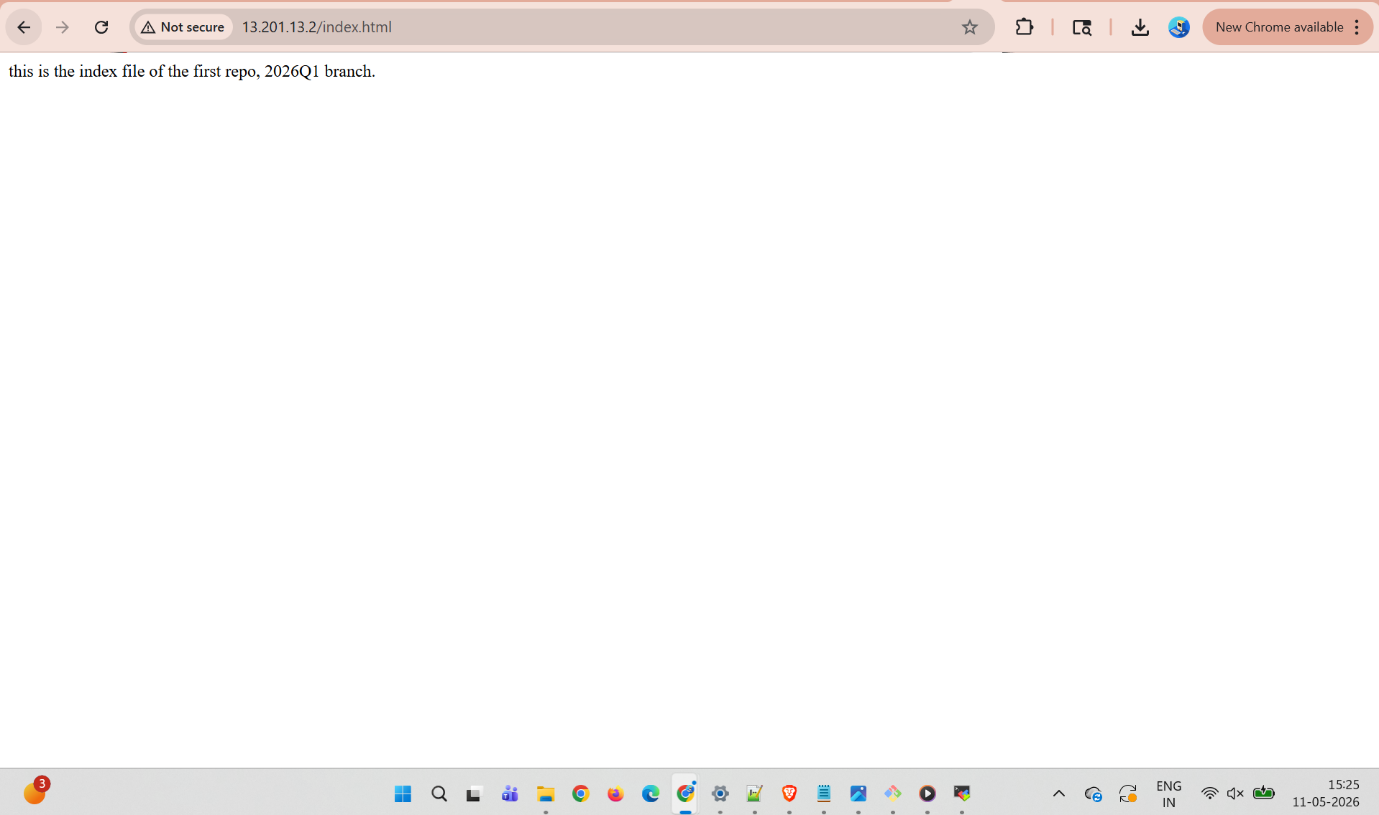 Not secure
13.201.13.2/index.html
New Chrome available
this is the index file of the first repo, 2026Q1 branch.
3
ENG
IN
15:25
11-05-2026